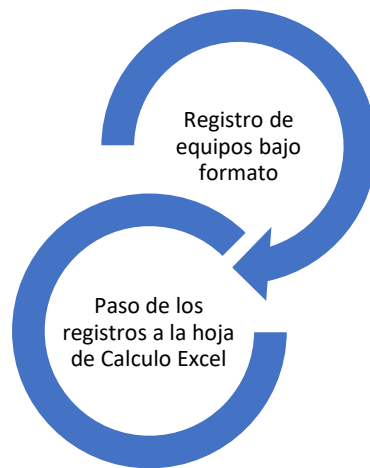 Registro de
equipos bajo
formato
Paso de los
registros a la hoja
de Calculo Excel